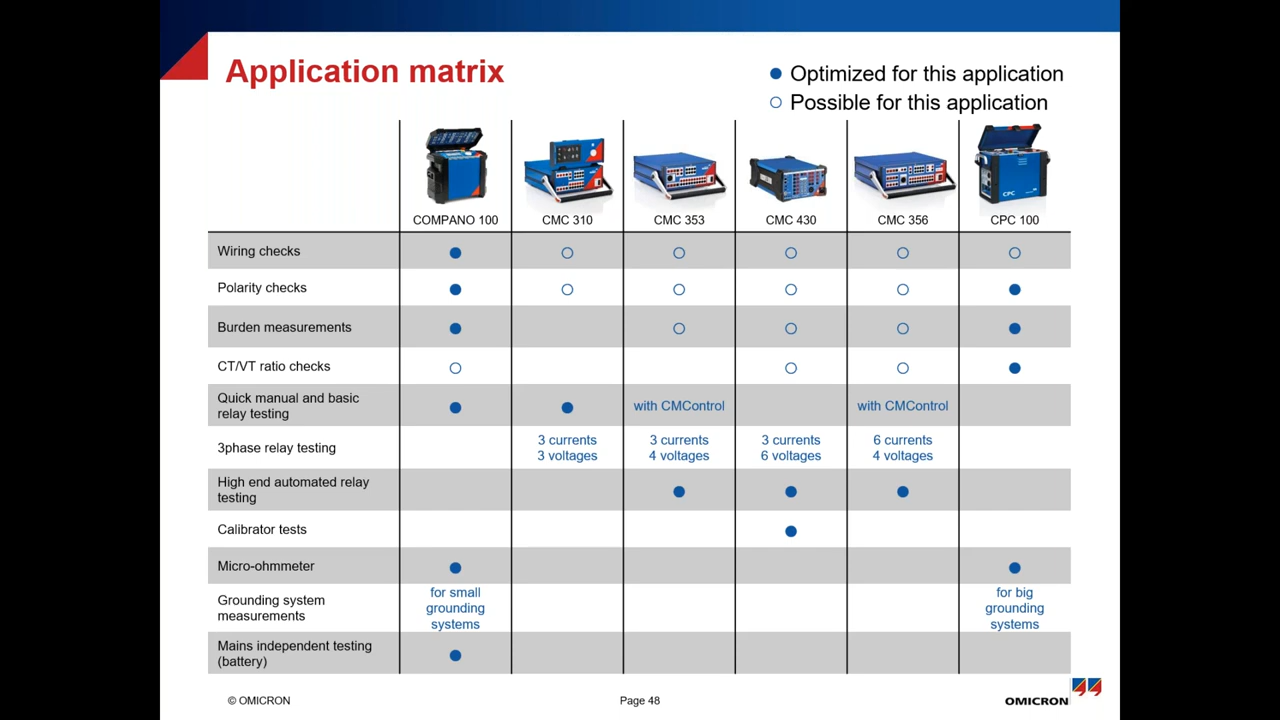 Application matrix
● Optimized for this application
○ Possible for this application
COMPANO 100 CMC 310 CMC 353 CMC 430 CMC 356 CPC 100
CPC
Wiring checks ● ○ ○ ○ ○ ○
Polarity checks ● ○ ○ ○ ○ ●
Burden measurements ● ○ ○ ○ ●
CT/VT ratio checks ○ ○ ○ ●
Quick manual and basic
relay testing ● ● with CMControl with CMControl
3phase relay testing
3 currents 3 currents 3 currents 6 currents
3 voltages 4 voltages 6 voltages 4 voltages
High end automated relay
testing ● ● ●
Calibrator tests ●
Micro-ohmmeter ● ●
Grounding system
measurements
for small
grounding
systems
for big
grounding
systems
Mains independent testing
(battery) ●
© OMICRON
Page 48
OMICRON